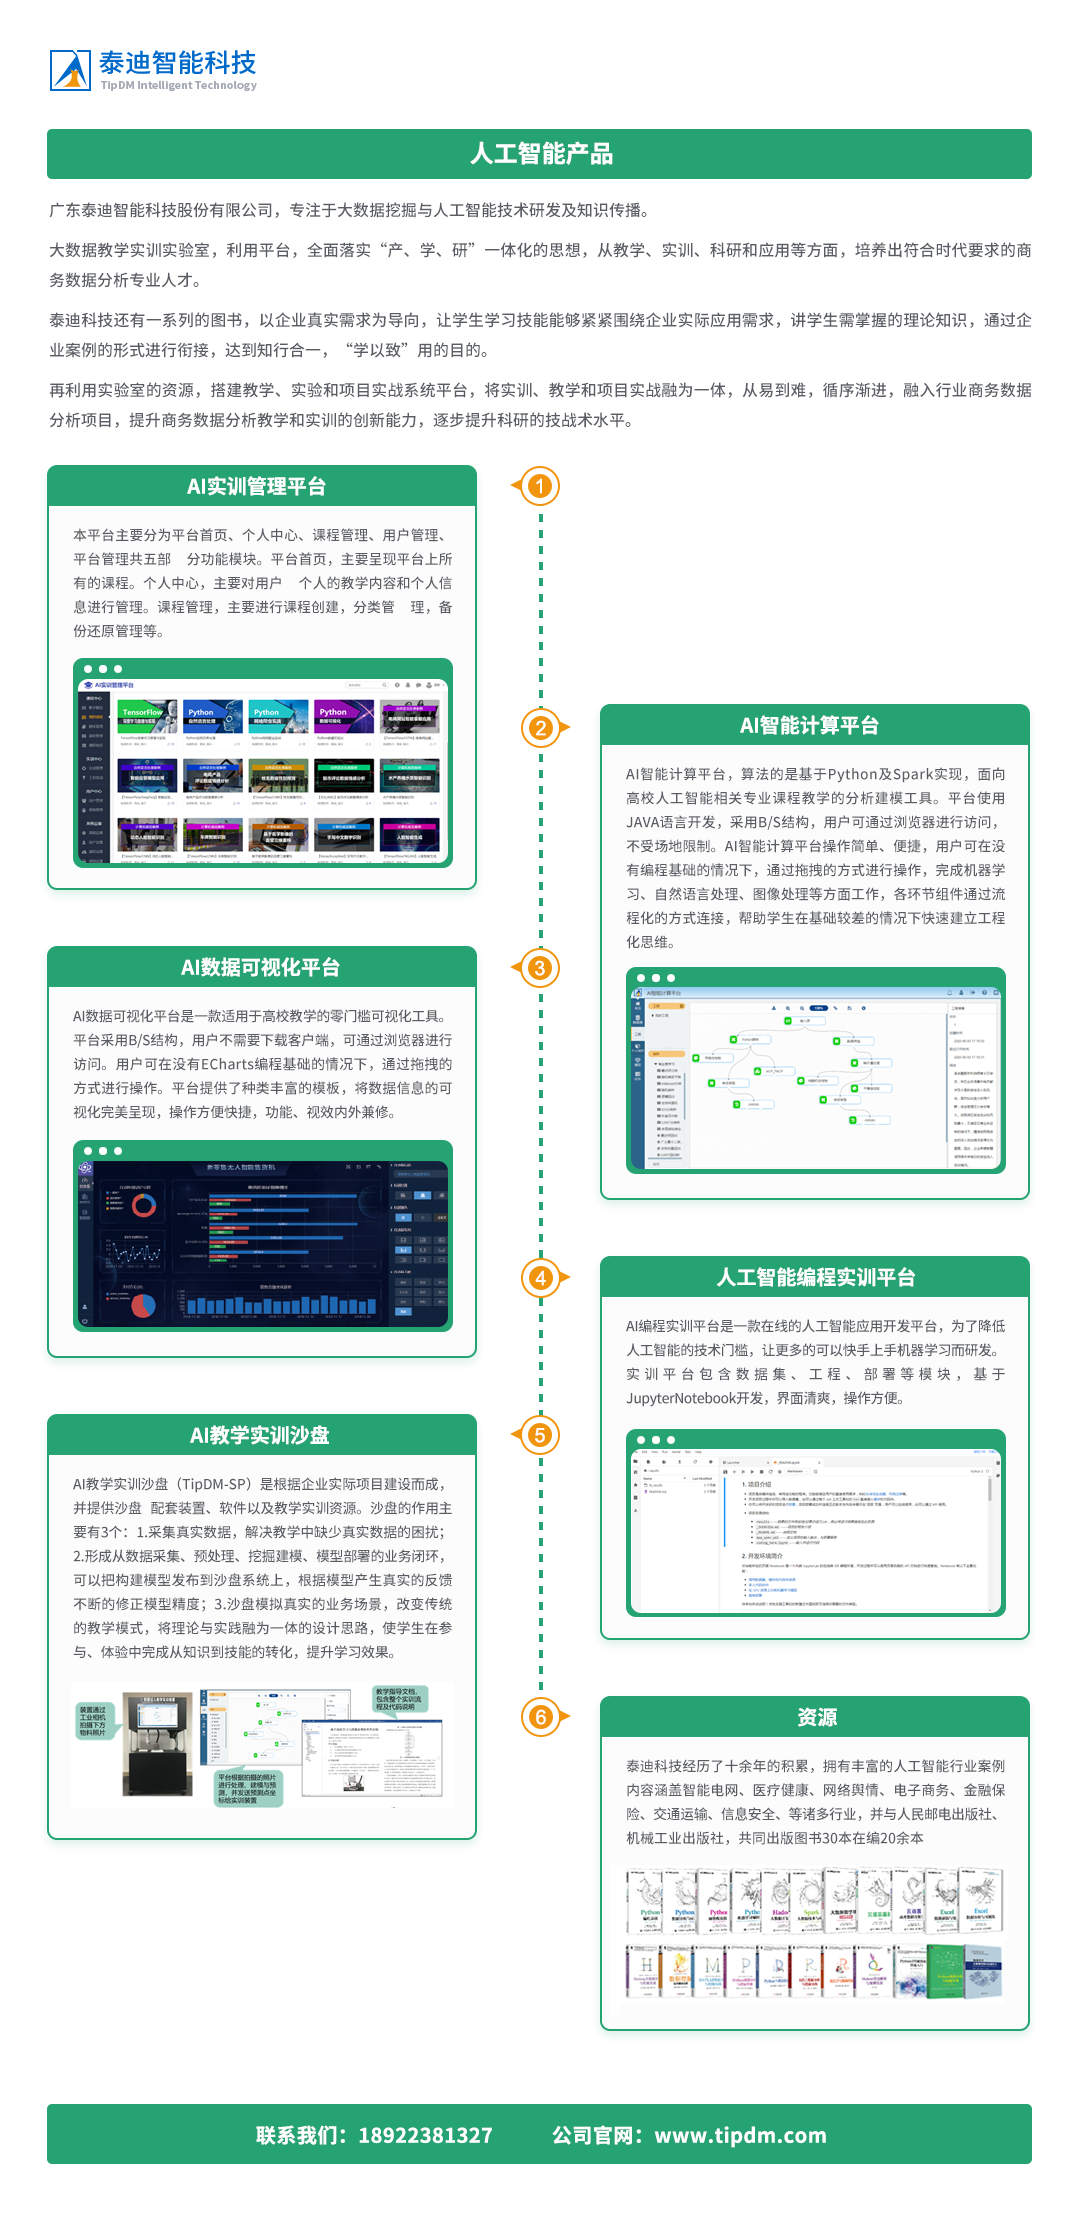 泰迪智能科技
TipDM Intelligent Technology
人工智能产品
广东泰迪智能科技股份有限公司，专注于大数据挖掘与人工智能技术研发及知识传播。
大数据教学实训实验室，利用平台，全面落实“产、学、研”一体化的思想，从教学、实训、科研和应用等方面，培养出符合时代要求的商
务数据分析专业人才。
泰迪科技还有一系列的图书，以企业真实需求为导向，让学生学习技能能够紧紧围绕企业实际应用需求，讲学生需掌握的理论知识，通过企
业案例的形式进行衔接，达到知行合一，“学以致”用的目的。
再利用实验室的资源，搭建教学、实验和项目实战系统平台，将实训、教学和项目实战融为一体，从易到难，循序渐进，融入行业商务数据
分析项目，提升商务数据分析教学和实训的创新能力，逐步提升科研的技战术水平。
AI实训管理平台
1
本平台主要分为平台首页、个人中心、课程管理、用户管理、
平台管理共五部 分功能模块。平台首页，主要呈现平台上所
有的课程。个人中心，主要对用户 个人的教学内容和个人信
息进行管理。课程管理，主要进行课程创建，分类管 理，备
份还原管理等。
AI实训管理平台
TensorFlow
Python
Python
Python
2
AI智能计算平台
AI智能计算平台，算法的是基于Python及Spark实现，面向
高校人工智能相关专业课程教学的分析建模工具。平台使用
JAVA语言开发，采用B/S结构，用户可通过浏览器进行访问，
不受场地限制。AI智能计算平台操作简单、便捷，用户可在没
有编程基础的情况下，通过拖拽的方式进行操作，完成机器学
习、自然语言处理、图像处理等方面工作，各环节组件通过流
程化的方式连接，帮助学生在基础较差的情况下快速建立工程
化思维。
AI智能计算平台
AI数据可视化平台
3
AI数据可视化平台是一款适用于高校教学的零门槛可视化工具。
平台采用B/S结构，用户不需要下载客户端，可通过浏览器进行
访问。用户可在没有ECharts编程基础的情况下，通过拖拽的
方式进行操作。平台提供了种类丰富的模板，将数据信息的可
视化完美呈现，操作方便快捷，功能、视效内外兼修。
新零售无人智能售货机
4
人工智能编程实训平台
AI编程实训平台是一款在线的人工智能应用开发平台，为了降低
人工智能的技术门槛，让更多的可以快手上手机器学习而研发。
实训平台包含数据集、工程、部署等模块，基于
JupyterNotebook开发，界面清爽，操作方便。
1. 项目介绍
2. 开发环境简介
AI教学实训沙盘
5
AI教学实训沙盘（TipDM-SP）是根据企业实际项目建设而成，
并提供沙盘 配套装置、软件以及教学实训资源。沙盘的作用主
要有3个：1.采集真实数据，解决教学中缺少真实数据的困扰；
2.形成从数据采集、预处理、挖掘建模、模型部署的业务闭环，
可以把构建模型发布到沙盘系统上，根据模型产生真实的反馈
不断的修正模型精度；3.沙盘模拟真实的业务场景，改变传统
的教学模式，将理论与实践融为一体的设计思路，使学生在参
与、体验中完成从知识到技能的转化，提升学习效果。
装置通过
工业相机
拍摄下方
物料照片
教学指导文档，
包含整个实训流
程及代码说明
平台根据拍摄的照片
进行处理，建模与预
测，并发送预测点坐
标给实训装置
6
资源
泰迪科技经历了十余年的积累，拥有丰富的人工智能行业案例
内容涵盖智能电网、医疗健康、网络舆情、电子商务、金融保
险、交通运输、信息安全、等诸多行业，并与人民邮电出版社、
机械工业出版社，共同出版图书30本在编20余本
联系我们：18922381327
公司官网：www.tipdm.com